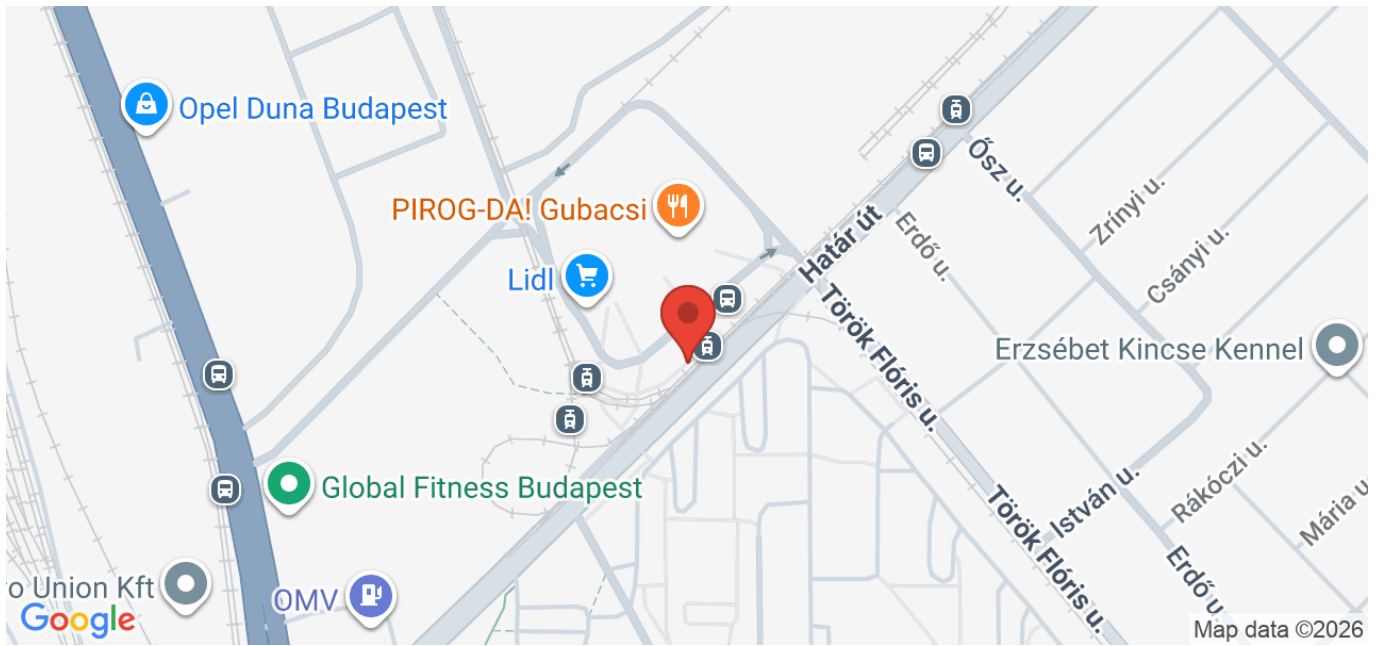 Opel Duna Budapest
Ősz u.
PIROG-DA! Gubacsi
Zrínyi u.
Határ út
Erdő u.
Csányi u.
Lidl
Török Flóris u.
Erzsébet Kincse Kennel
Global Fitness Budapest
Rákóczi u.
István u.
Mária u
Török Flóris u.
Erdő u.
o Union Kft
OMV
Google
Map data ©2026